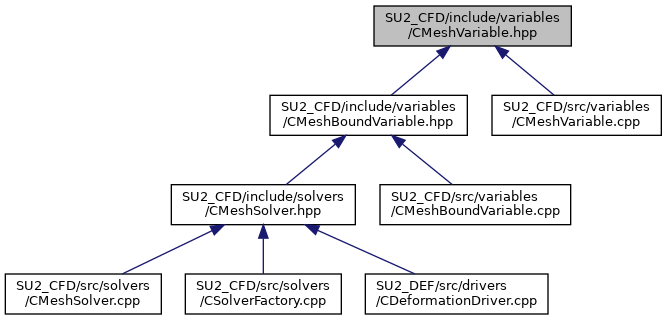 SU2_CFD/include/variables
/CMeshVariable.hpp
SU2_CFD/include/variables
/CMeshBoundVariable.hpp
SU2_CFD/src/variables
/CMeshVariable.cpp
SU2_CFD/include/solvers
/CMeshSolver.hpp
SU2_CFD/src/variables
/CMeshBoundVariable.cpp
SU2_CFD/src/solvers
/CMeshSolver.cpp
SU2_CFD/src/solvers
/CSolverFactory.cpp
SU2_DEF/src/drivers
/CDeformationDriver.cpp